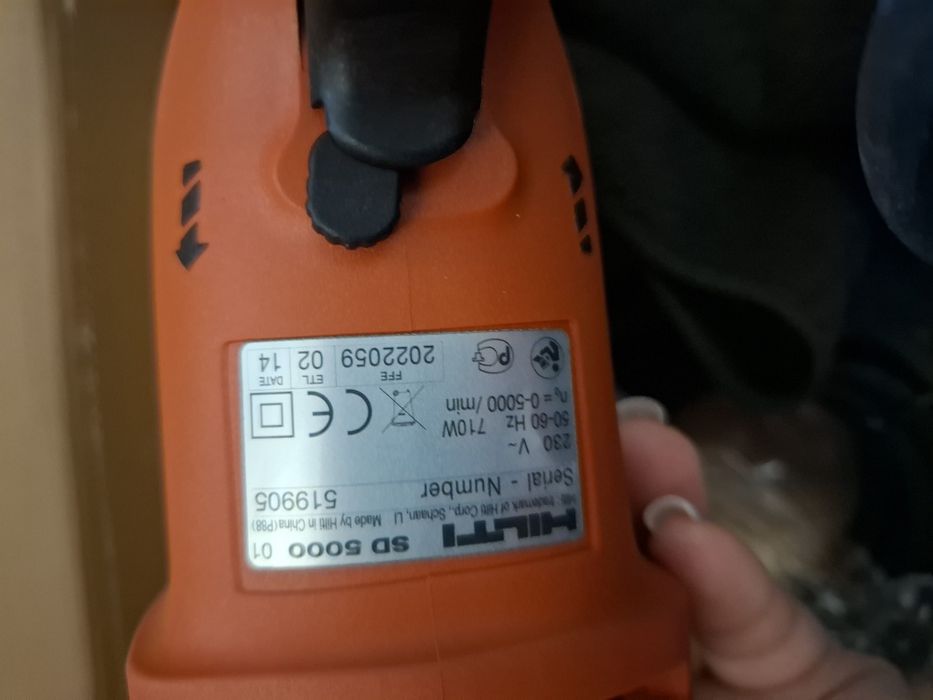 HILTI SD 5000 01
Hilti= trademark of Hilti Corp., Schaan, LI Made by Hilti in China (P88)
Serial - Number 519905
230 V~
50-60 Hz 710W
n₀ = 0-5000 /min
CE
FFE ETL DATE
2022059 02 14